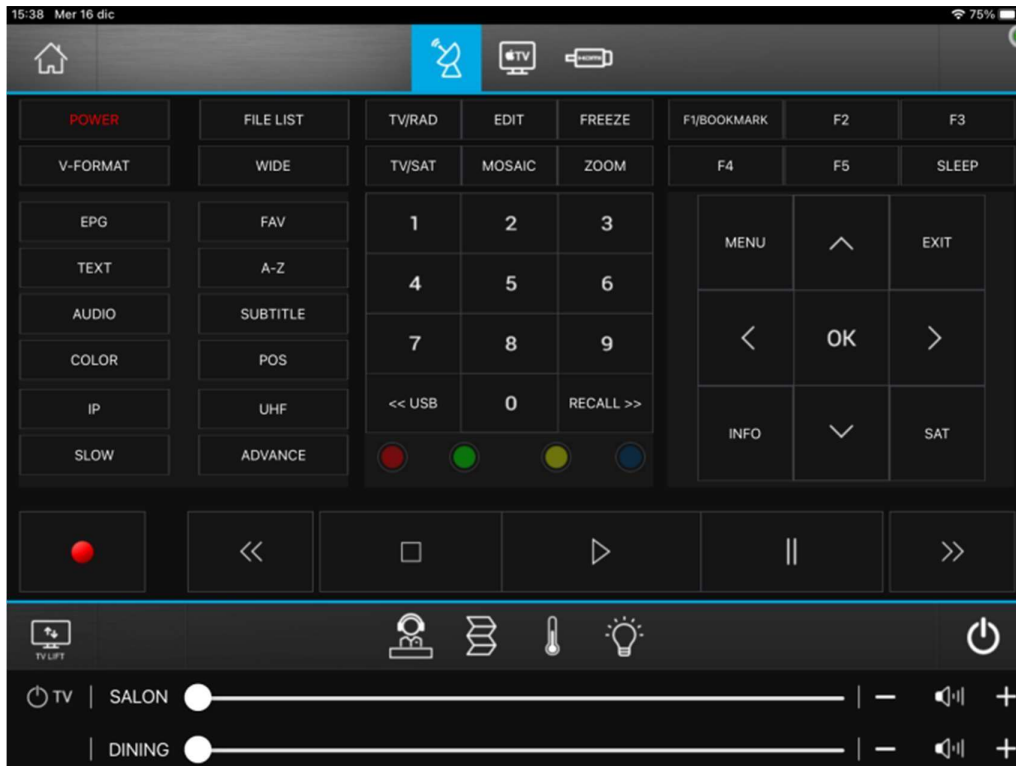 15:38 Mer 16 dic 75%
tv HDMI
POWER FILE LIST TV/RAD EDIT FREEZE F1/BOOKMARK F2 F3
V-FORMAT WIDE TV/SAT MOSAIC ZOOM F4 F5 SLEEP
EPG FAV 1 2 3 MENU EXIT
TEXT A-Z 4 5 6
AUDIO SUBTITLE 7 8 9 OK
COLOR POS
IP UHF << USB 0 RECALL >> INFO SAT
SLOW ADVANCE
TV LIFT
TV SALON
DINING